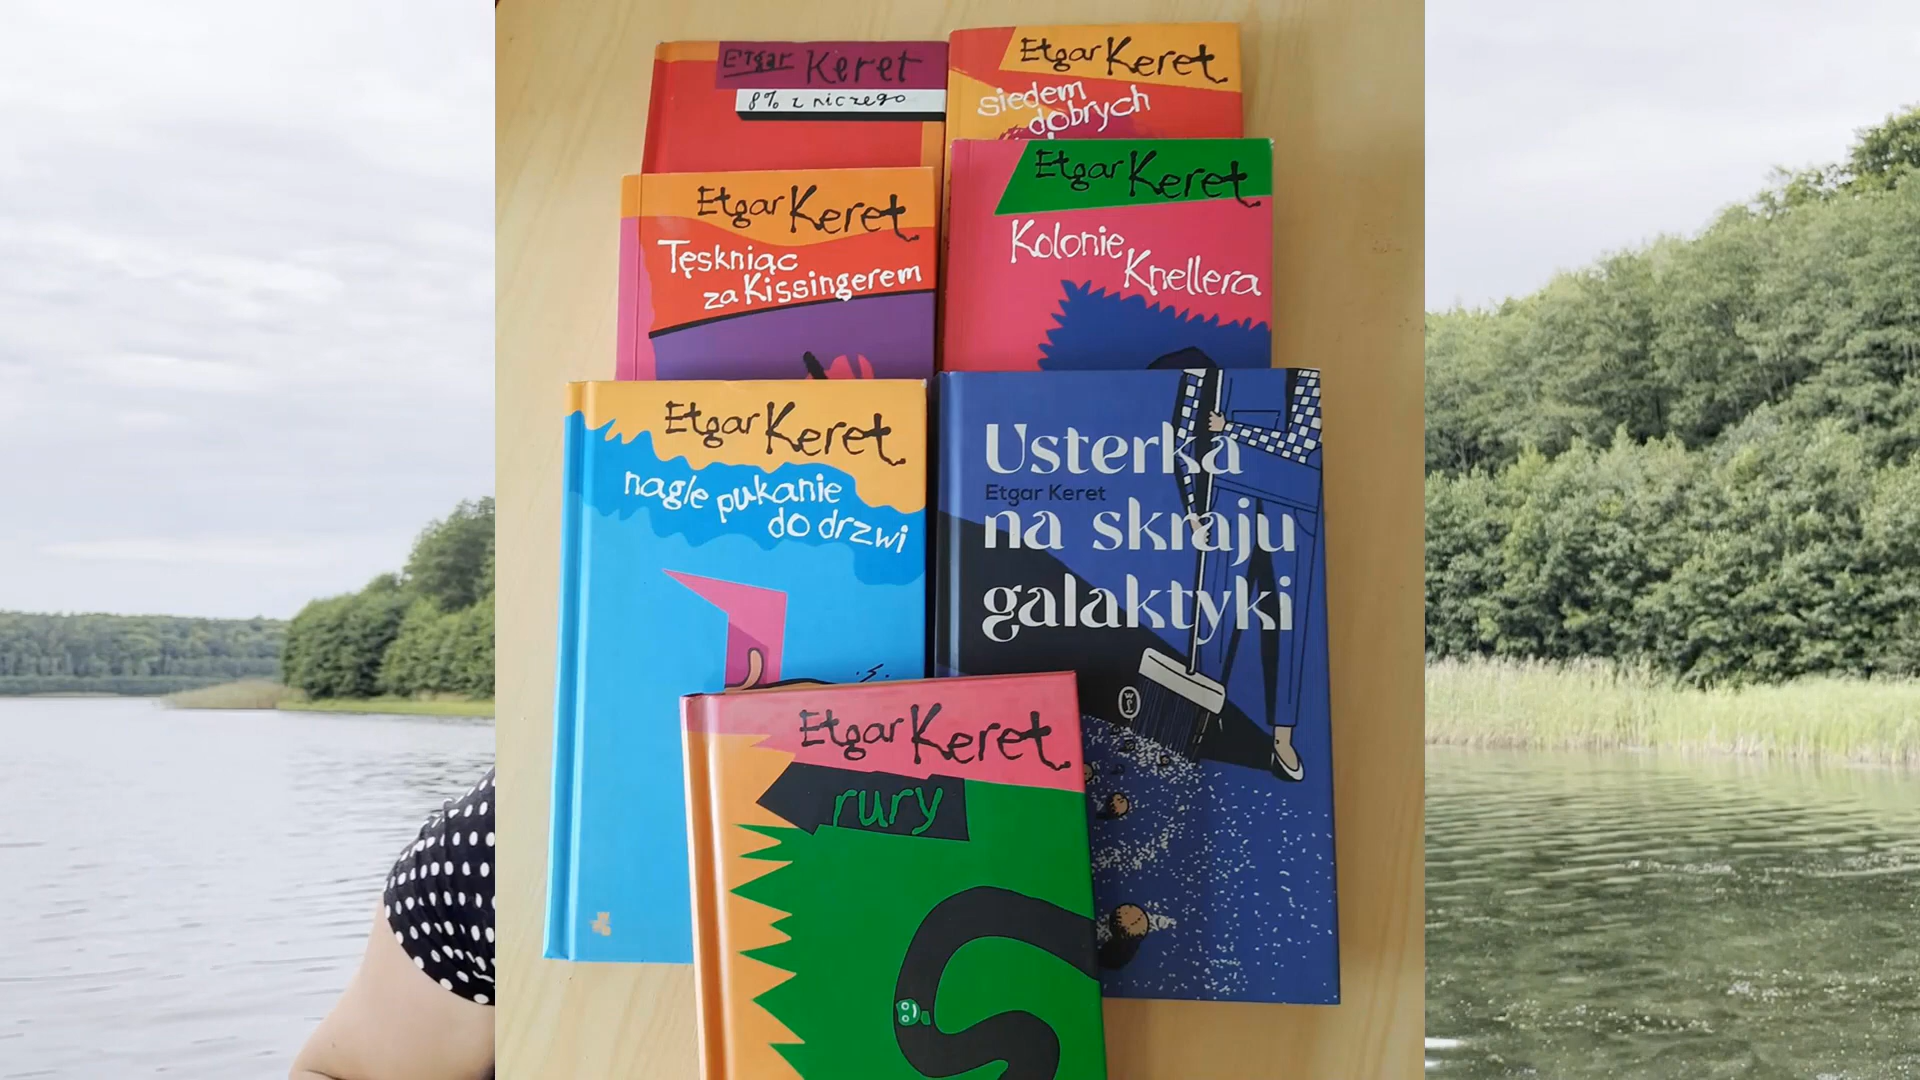 Etgar Keret
8% z niczego
Etgar Keret
siedem
dobrych
Etgar Keret
Tęskniąc
za Kissingerem
Etgar Keret
Kolonie
Knellera
Etgar Keret
nagle pukanie
do drzwi
Usterka
Etgar Keret
na skraju
galaktyki
Etgar Keret
rury